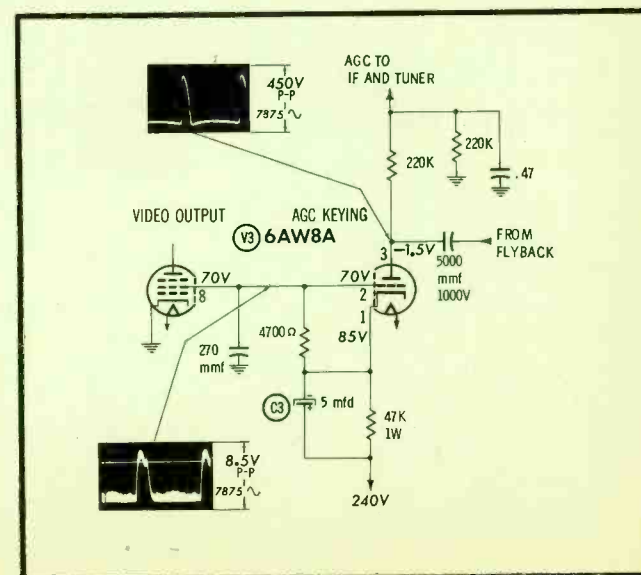 AGC TO
IF AND TUNER
450V
P-P
7875 ∿
220K
220K
.47
VIDEO OUTPUT
AGC KEYING
V3 6AW8A
3
-1.5V
FROM
FLYBACK
5000
mmf
1000V
70V
8
70V
2
1
85V
270
mmf
4700Ω
C3
5 mfd
47K
1W
8.5V
P-P
7875 ∿
240V